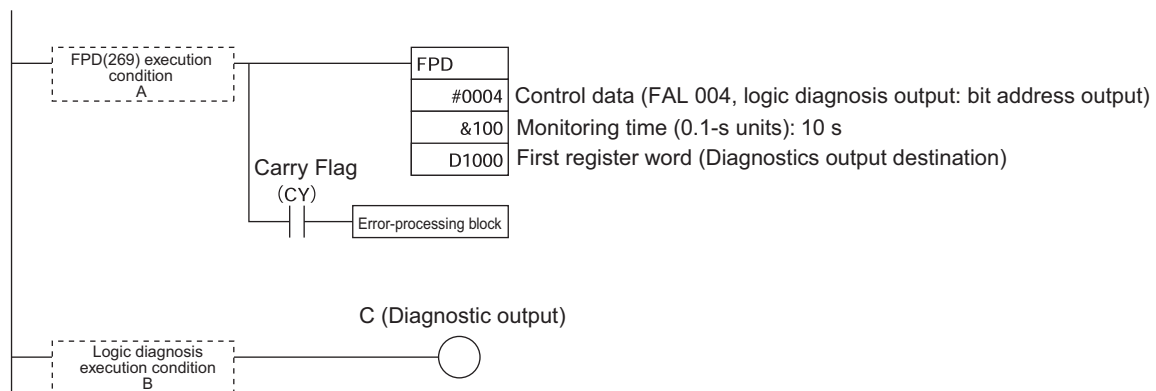 FPD(269) execution
condition
A
FPD
#0004 Control data (FAL 004, logic diagnosis output: bit address output)
&100 Monitoring time (0.1-s units): 10 s
D1000 First register word (Diagnostics output destination)
Carry Flag
(CY)
Error-processing block
C (Diagnostic output)
Logic diagnosis
execution condition
B